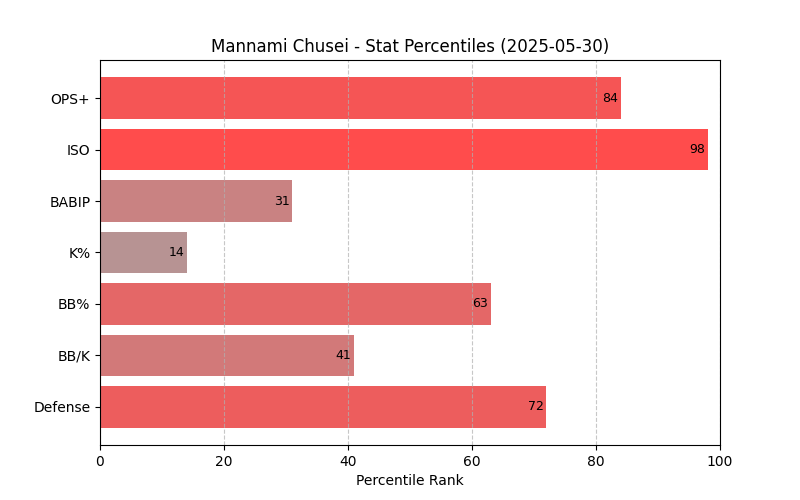 Mannami Chusei - Stat Percentiles (2025-05-30)
OPS+ 84
ISO 98
BABIP 31
K% 14
BB% 63
BB/K 41
Defense 72
0 20 40 60 80 100
Percentile Rank